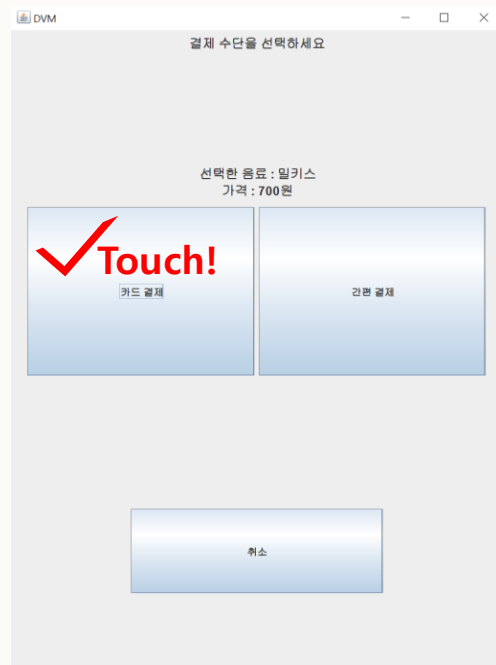 DVM
결제 수단을 선택하세요
선택한 음료 : 밀키스
가격 : 700원
Touch!
카드 결제
간편 결제
취소